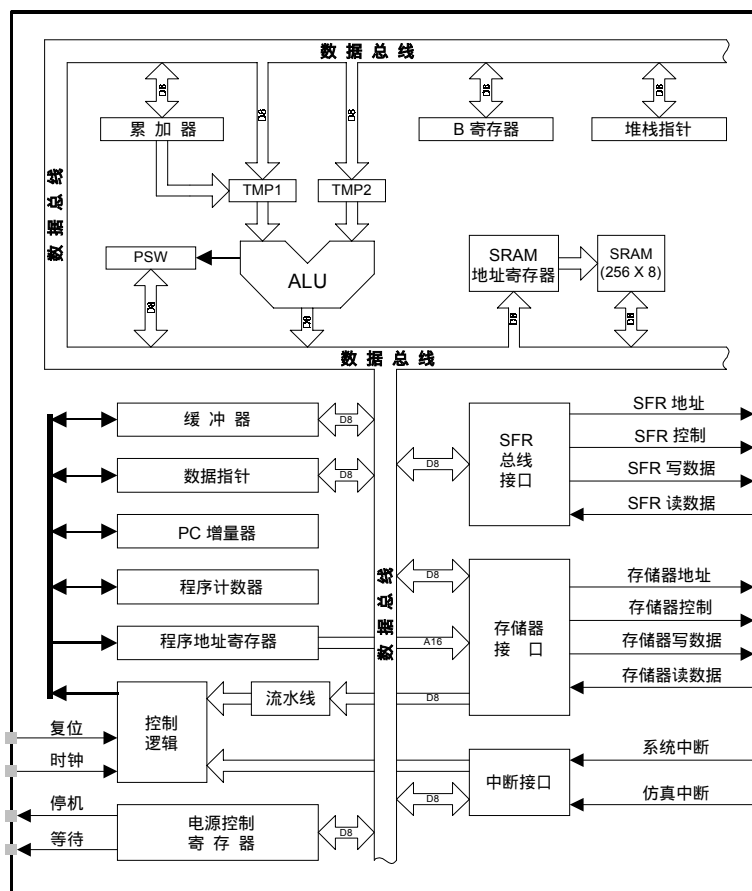 数 据 总 线
D8
D8
D8
D8
D8
累 加 器
B 寄存器
堆栈指针
数 据 总 线
TMP1
TMP2
PSW
ALU
SRAM
地址寄存器
SRAM
(256 X 8)
D8
D8
D8
D8
数 据 总 线
缓 冲 器
D8
数据指针
D8
PC 增量器
程序计数器
程序地址寄存器
A16
数 据 总 线
D8
SFR
总线
接口
SFR 地址
SFR 控制
SFR 写数据
SFR 读数据
D8
存储器
接 口
存储器地址
存储器控制
存储器写数据
存储器读数据
控制
逻辑
流水线
D8
复位
时钟
中断接口
D8
系统中断
仿真中断
停机
等待
电源控制
寄 存 器
D8